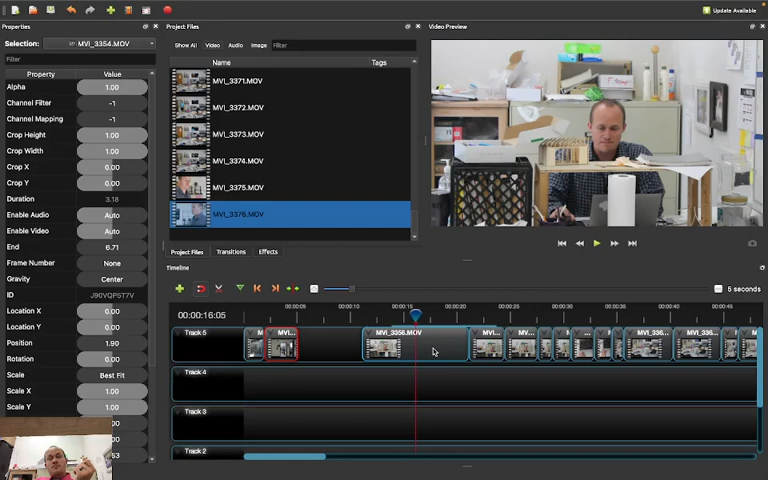 Update Available
Properties
Project Files
Video Preview
Selection: MVI_3354.MOV
Show All Video Audio Image Filter
Filter
Property Value
Name Tags
Alpha 1.00
Channel Filter -1
Channel Mapping -1
Crop Height 1.00
Crop Width 1.00
Crop X 0.00
Crop Y 0.00
Duration 3.18
Enable Audio Auto
Enable Video Auto
End 6.71
Frame Number None
Gravity Center
ID J90VQP5T7V
Location X 0.00
Location Y 0.00
Position 1.90
Rotation 0.00
Scale Best Fit
Scale X 1.00
Scale Y 1.00
MVI_3371.MOV
MVI_3372.MOV
MVI_3373.MOV
MVI_3374.MOV
MVI_3375.MOV
MVI_3376.MOV
Project Files Transitions Effects
Timeline
5 seconds
00:00:16:05
00:00:05 00:00:10 00:00:15 00:00:20 00:00:25 00:00:30 00:00:35 00:00:40 00:00:45
Track 5
M MVI... MVI_3358.MOV MVI... MVI... ... MVI_336... MVI_336... M
Track 4
Track 3
Track 2